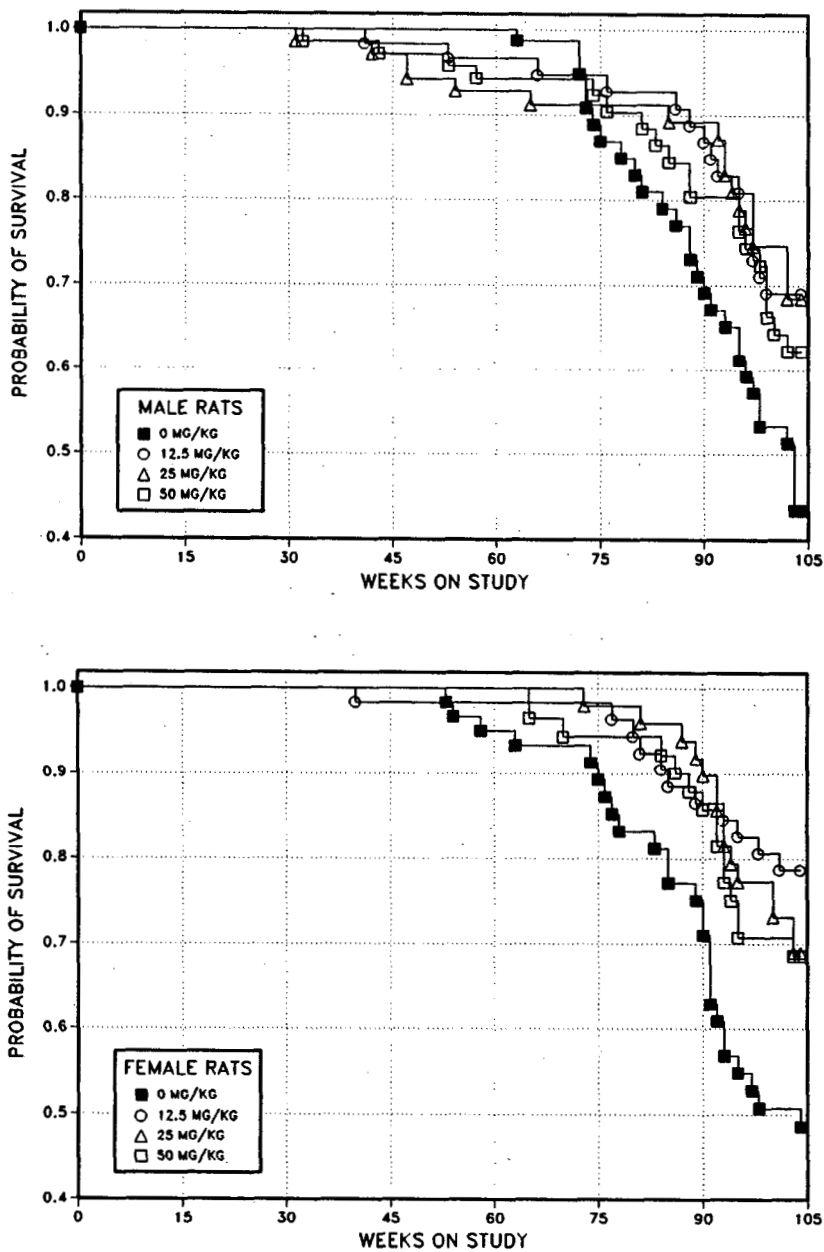 1.0
0.9
0.8
0.7
0.6
0.5
0.4
PROBABILITY OF SURVIVAL
MALE RATS
0 MG/KG
12.5 MG/KG
25 MG/KG
50 MG/KG
0 15 30 45 60 75 90 105
WEEKS ON STUDY
1.0
0.9
0.8
0.7
0.6
0.5
0.4
PROBABILITY OF SURVIVAL
FEMALE RATS
0 MG/KG
12.5 MG/KG
25 MG/KG
50 MG/KG
0 15 30 45 60 75 90 105
WEEKS ON STUDY